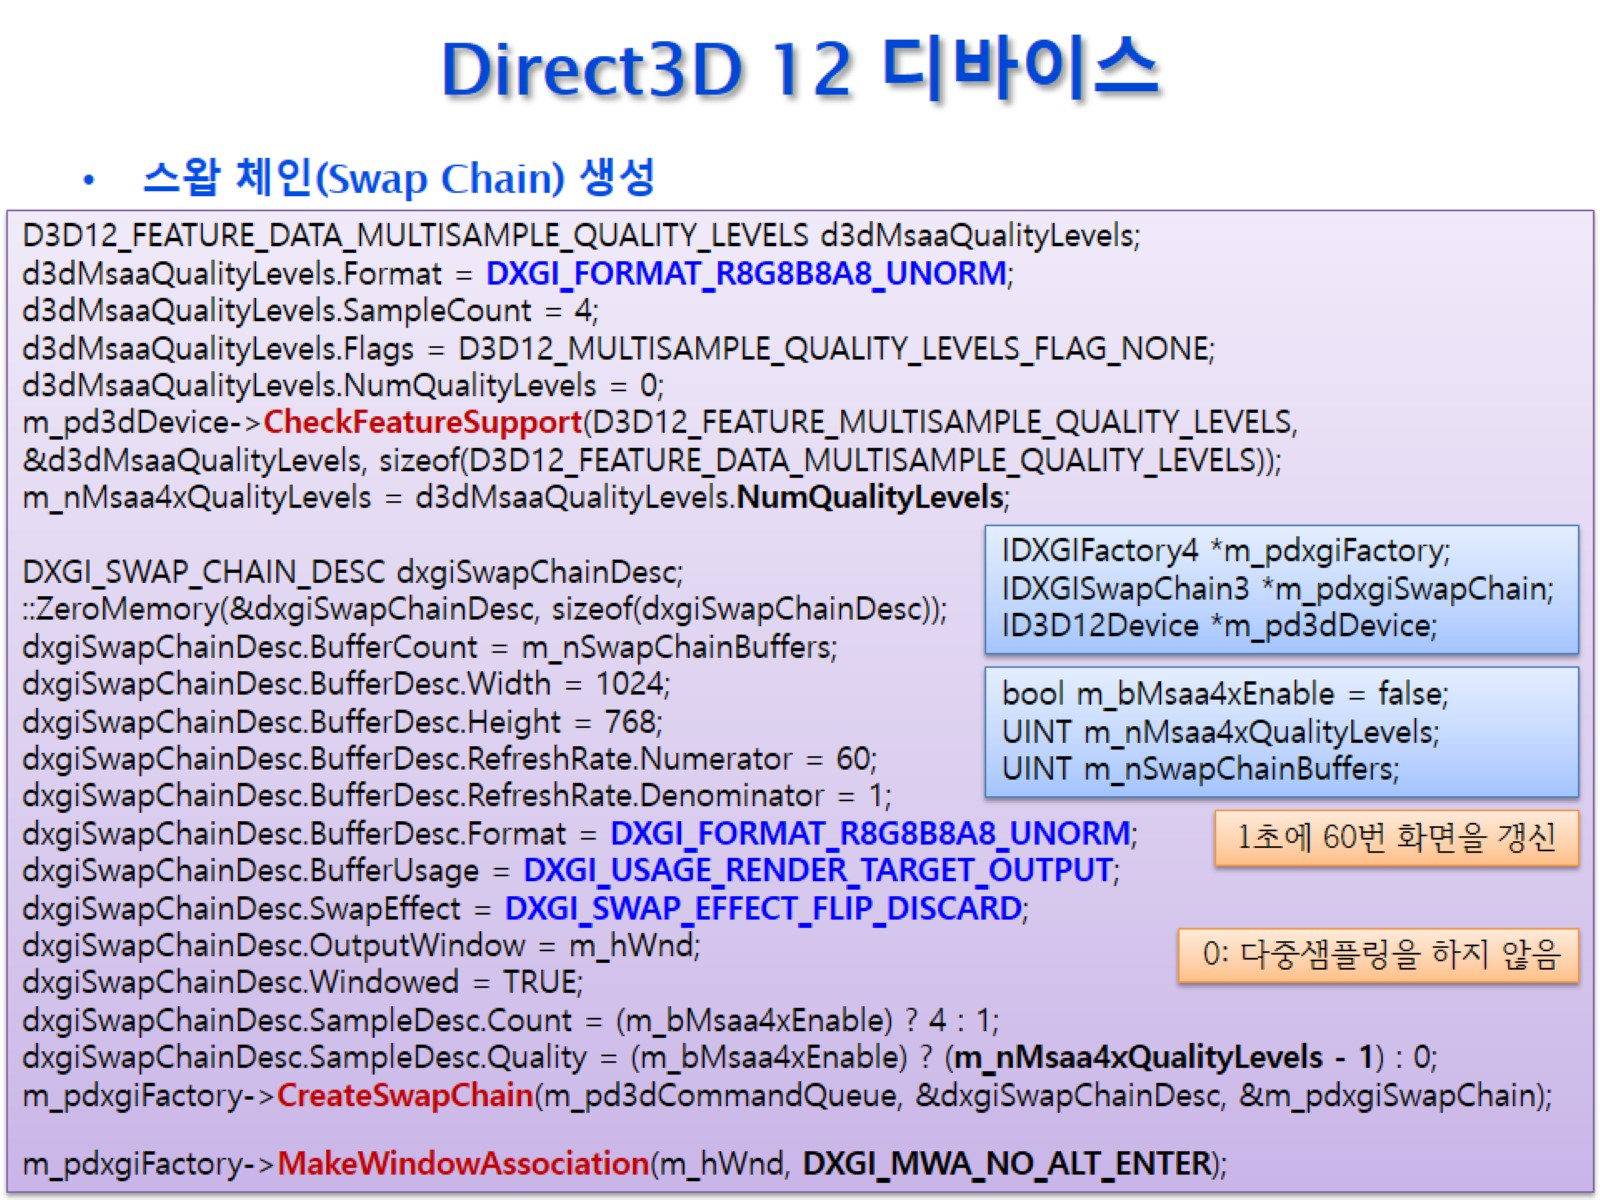 Direct3D 12 디바이스
• 스왑 체인(Swap Chain) 생성
D3D12_FEATURE_DATA_MULTISAMPLE_QUALITY_LEVELS d3dMsaaQualityLevels;
d3dMsaaQualityLevels.Format = DXGI_FORMAT_R8G8B8A8_UNORM;
d3dMsaaQualityLevels.SampleCount = 4;
d3dMsaaQualityLevels.Flags = D3D12_MULTISAMPLE_QUALITY_LEVELS_FLAG_NONE;
d3dMsaaQualityLevels.NumQualityLevels = 0;
m_pd3dDevice->CheckFeatureSupport(D3D12_FEATURE_MULTISAMPLE_QUALITY_LEVELS,
&d3dMsaaQualityLevels, sizeof(D3D12_FEATURE_DATA_MULTISAMPLE_QUALITY_LEVELS));
m_nMsaa4xQualityLevels = d3dMsaaQualityLevels.NumQualityLevels;
DXGI_SWAP_CHAIN_DESC dxgiSwapChainDesc;
::ZeroMemory(&dxgiSwapChainDesc, sizeof(dxgiSwapChainDesc));
dxgiSwapChainDesc.BufferCount = m_nSwapChainBuffers;
dxgiSwapChainDesc.BufferDesc.Width = 1024;
dxgiSwapChainDesc.BufferDesc.Height = 768;
dxgiSwapChainDesc.BufferDesc.RefreshRate.Numerator = 60;
dxgiSwapChainDesc.BufferDesc.RefreshRate.Denominator = 1;
dxgiSwapChainDesc.BufferDesc.Format = DXGI_FORMAT_R8G8B8A8_UNORM;
dxgiSwapChainDesc.BufferUsage = DXGI_USAGE_RENDER_TARGET_OUTPUT;
dxgiSwapChainDesc.SwapEffect = DXGI_SWAP_EFFECT_FLIP_DISCARD;
dxgiSwapChainDesc.OutputWindow = m_hWnd;
dxgiSwapChainDesc.Windowed = TRUE;
dxgiSwapChainDesc.SampleDesc.Count = (m_bMsaa4xEnable) ? 4 : 1;
dxgiSwapChainDesc.SampleDesc.Quality = (m_bMsaa4xEnable) ? (m_nMsaa4xQualityLevels - 1) : 0;
m_pdxgiFactory->CreateSwapChain(m_pd3dCommandQueue, &dxgiSwapChainDesc, &m_pdxgiSwapChain);
m_pdxgiFactory->MakeWindowAssociation(m_hWnd, DXGI_MWA_NO_ALT_ENTER);
IDXGIFactory4 *m_pdxgiFactory;
IDXGISwapChain3 *m_pdxgiSwapChain;
ID3D12Device *m_pd3dDevice;
bool m_bMsaa4xEnable = false;
UINT m_nMsaa4xQualityLevels;
UINT m_nSwapChainBuffers;
1초에 60번 화면을 갱신
0: 다중샘플링을 하지 않음